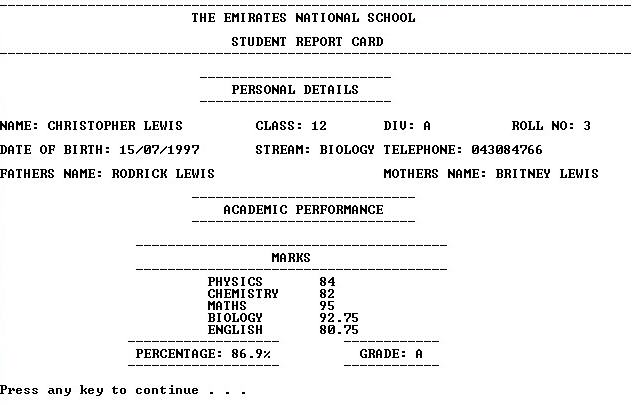 THE EMIRATES NATIONAL SCHOOL
STUDENT REPORT CARD
PERSONAL DETAILS
NAME: CHRISTOPHER LEWIS CLASS: 12 DIV: A ROLL NO: 3
DATE OF BIRTH: 15/07/1997 STREAM: BIOLOGY TELEPHONE: 043084766
FATHERS NAME: RODRICK LEWIS MOTHERS NAME: BRITNEY LEWIS
ACADEMIC PERFORMANCE
MARKS
PHYSICS 84
CHEMISTRY 82
MATHS 95
BIOLOGY 92.75
ENGLISH 80.75
PERCENTAGE: 86.9% GRADE: A
Press any key to continue . . .